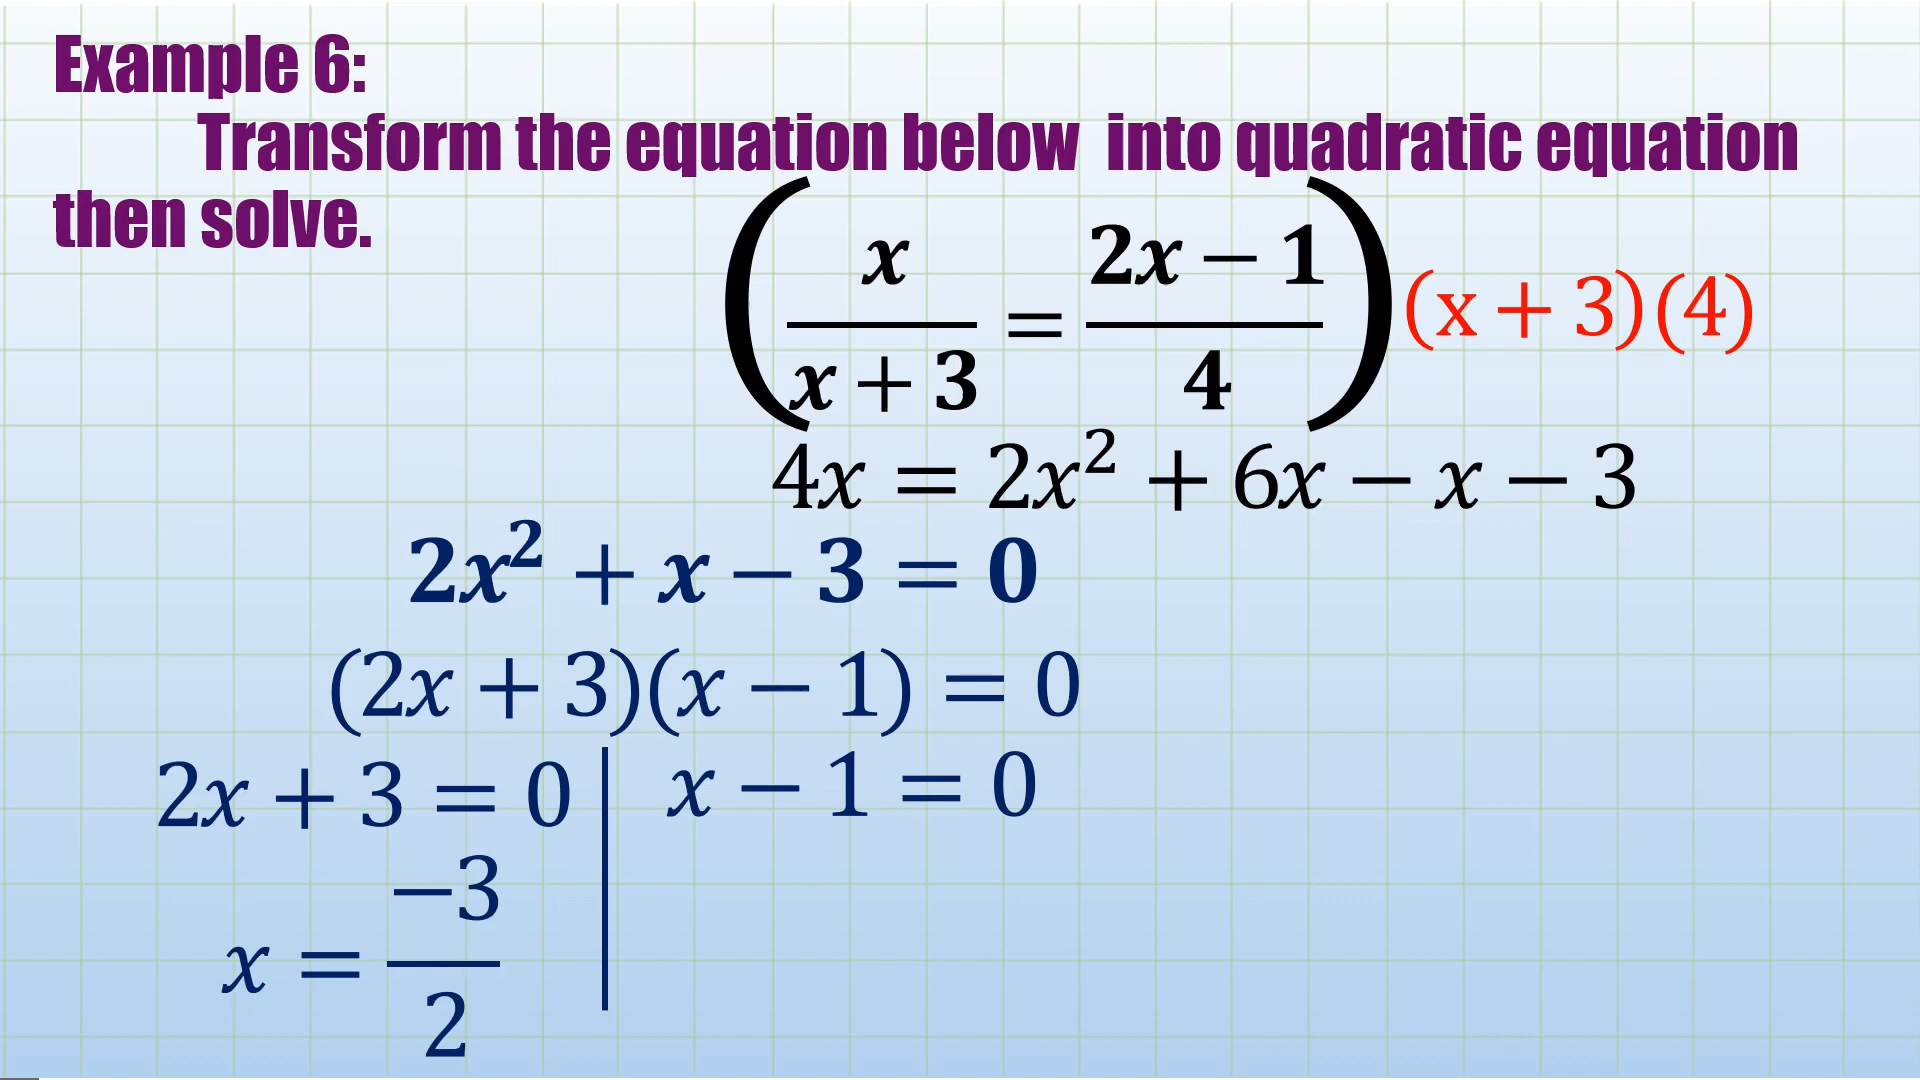 Example 6:
Transform the equation below into quadratic equation
then solve.
(x/(x + 3) = (2x − 1)/4) (x + 3)(4)
4x = 2x² + 6x − x − 3
2x² + x − 3 = 0
(2x + 3)(x − 1) = 0
2x + 3 = 0 | x − 1 = 0
x = −3/2